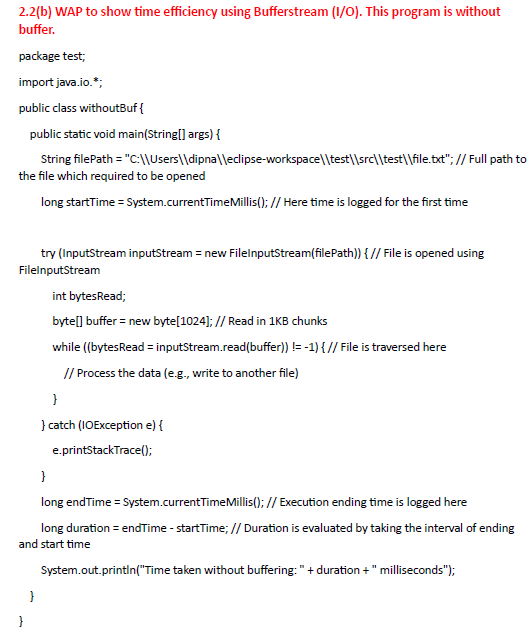 2.2(b) WAP to show time efficiency using Bufferstream (I/O). This program is without
buffer.
package test;
import java.io.*;
public class withoutBuf {
public static void main(String[] args) {
String filePath = "C:\\Users\\dipna\\eclipse-workspace\\test\\src\\test\\file.txt"; // Full path to
the file which required to be opened
long startTime = System.currentTimeMillis(); // Here time is logged for the first time
try (InputStream inputStream = new FileInputStream(filePath)) { // File is opened using
FileInputStream
int bytesRead;
byte[] buffer = new byte[1024]; // Read in 1KB chunks
while ((bytesRead = inputStream.read(buffer)) != -1) { // File is traversed here
// Process the data (e.g., write to another file)
}
} catch (IOException e) {
e.printStackTrace();
}
long endTime = System.currentTimeMillis(); // Execution ending time is logged here
long duration = endTime - startTime; // Duration is evaluated by taking the interval of ending
and start time
System.out.println("Time taken without buffering: " + duration + " milliseconds");
}
}